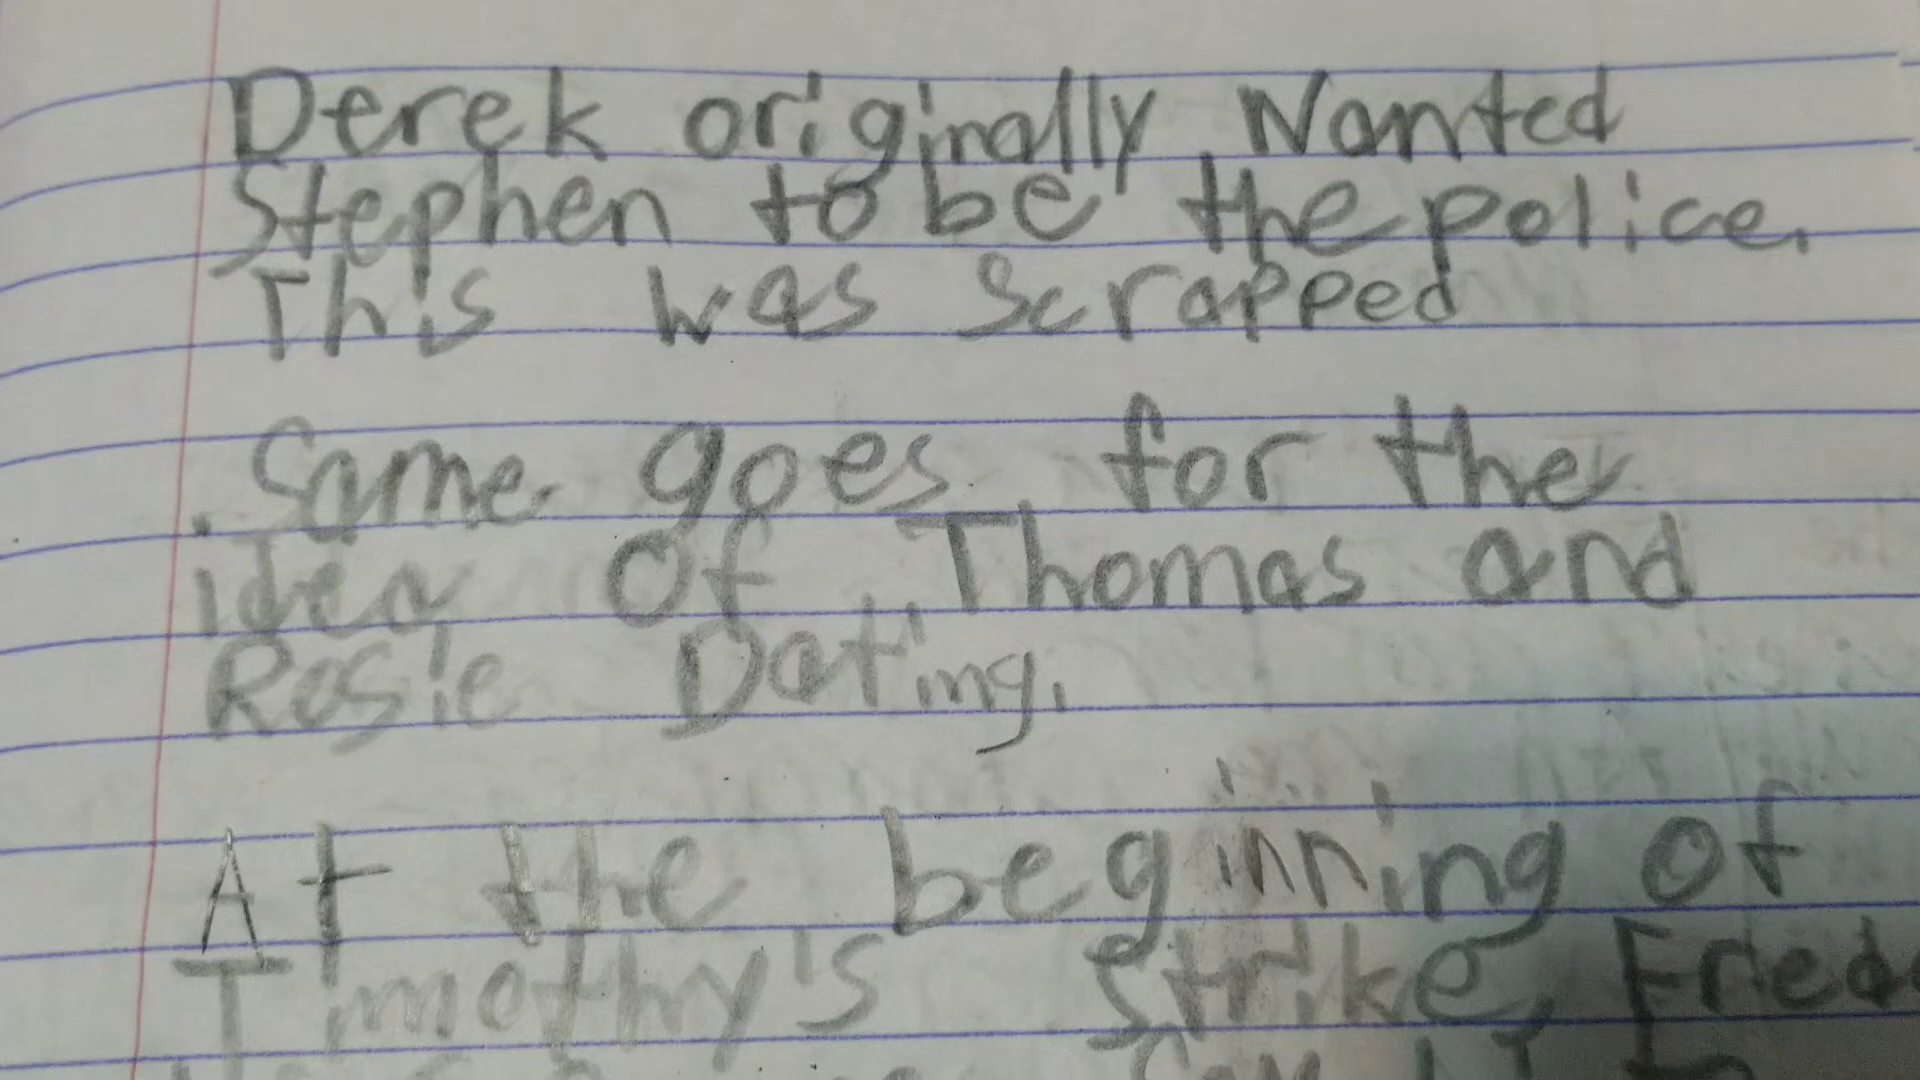 Derek originally Wanted
Stephen to be the police.
This was Scrapped
. Same goes for the
iden Of Thomas and
Rosie Dating.
At the beginning of
Timothy's Strike, Fred